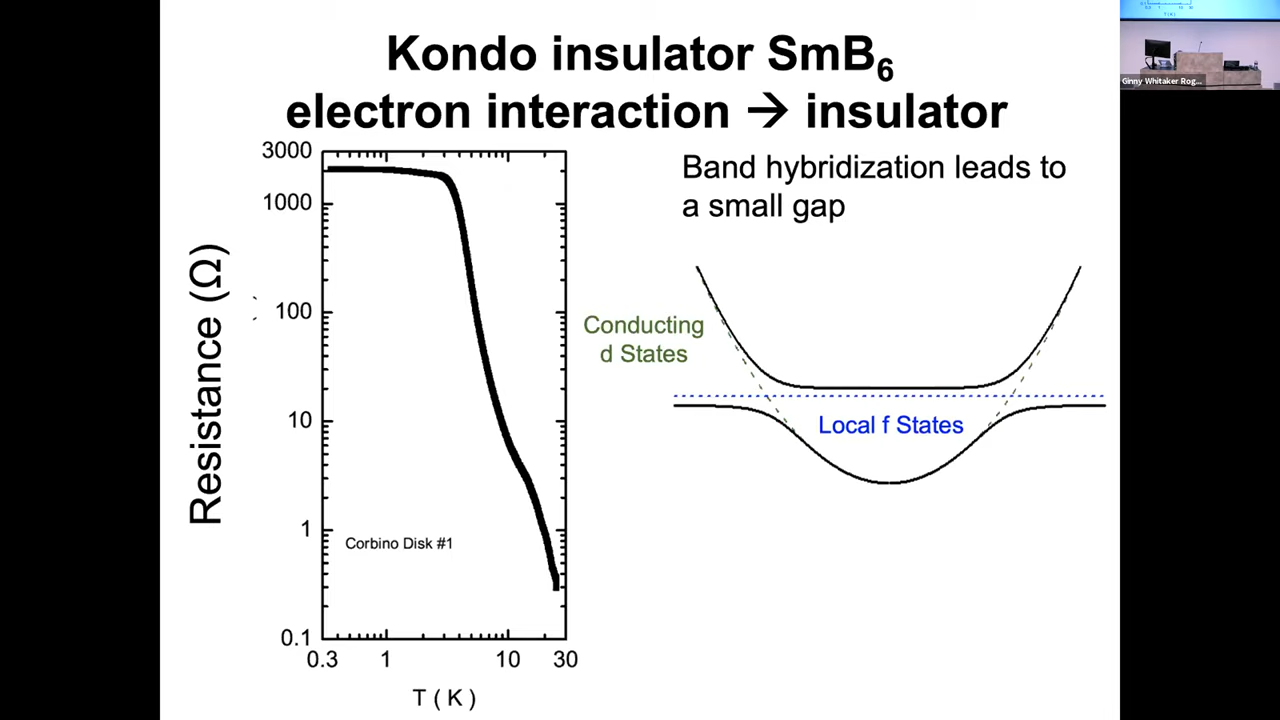 Kondo insulator SmB6
electron interaction → insulator
Band hybridization leads to
a small gap
3000
1000
100
10
1
0.1
Resistance (Ω)
Corbino Disk #1
0.3 1 10 30
T ( K )
Conducting
d States
Local f States
T ( K )
Ginny Whitaker Rog...